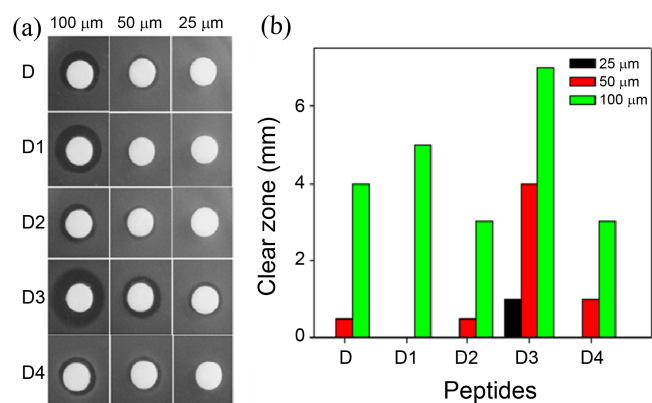 (a)
100 μm 50 μm 25 μm
D
D1
D2
D3
D4
(b)
25 μm
50 μm
100 μm
Clear zone (mm)
6
4
2
0
D D1 D2 D3 D4
Peptides